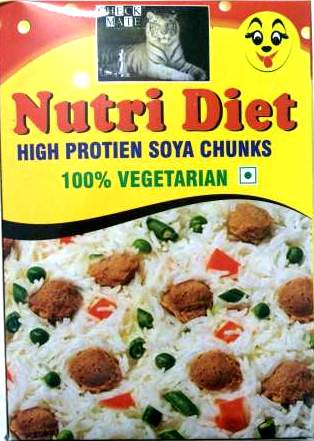 CHECK
MATE
Nutri Diet
HIGH PROTIEN SOYA CHUNKS
100% VEGETARIAN